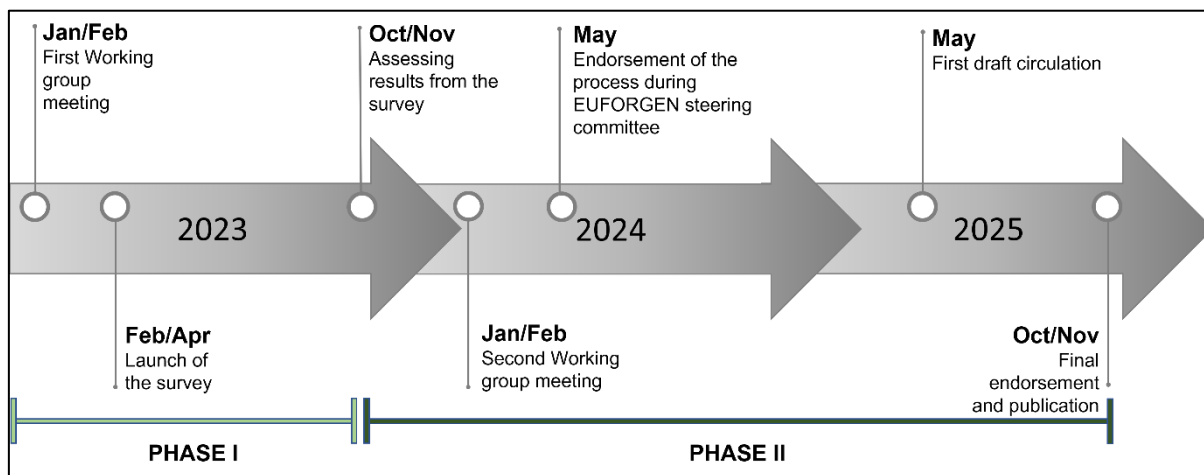 Jan/Feb
First Working
group
meeting
Oct/Nov
Assessing
results from the
survey
May
Endorsement of the
process during
EUFORGEN steering
committee
May
First draft circulation
2023
2024
2025
Feb/Apr
Launch of
the survey
Jan/Feb
Second Working
group meeting
Oct/Nov
Final
endorsement
and publication
PHASE I
PHASE II